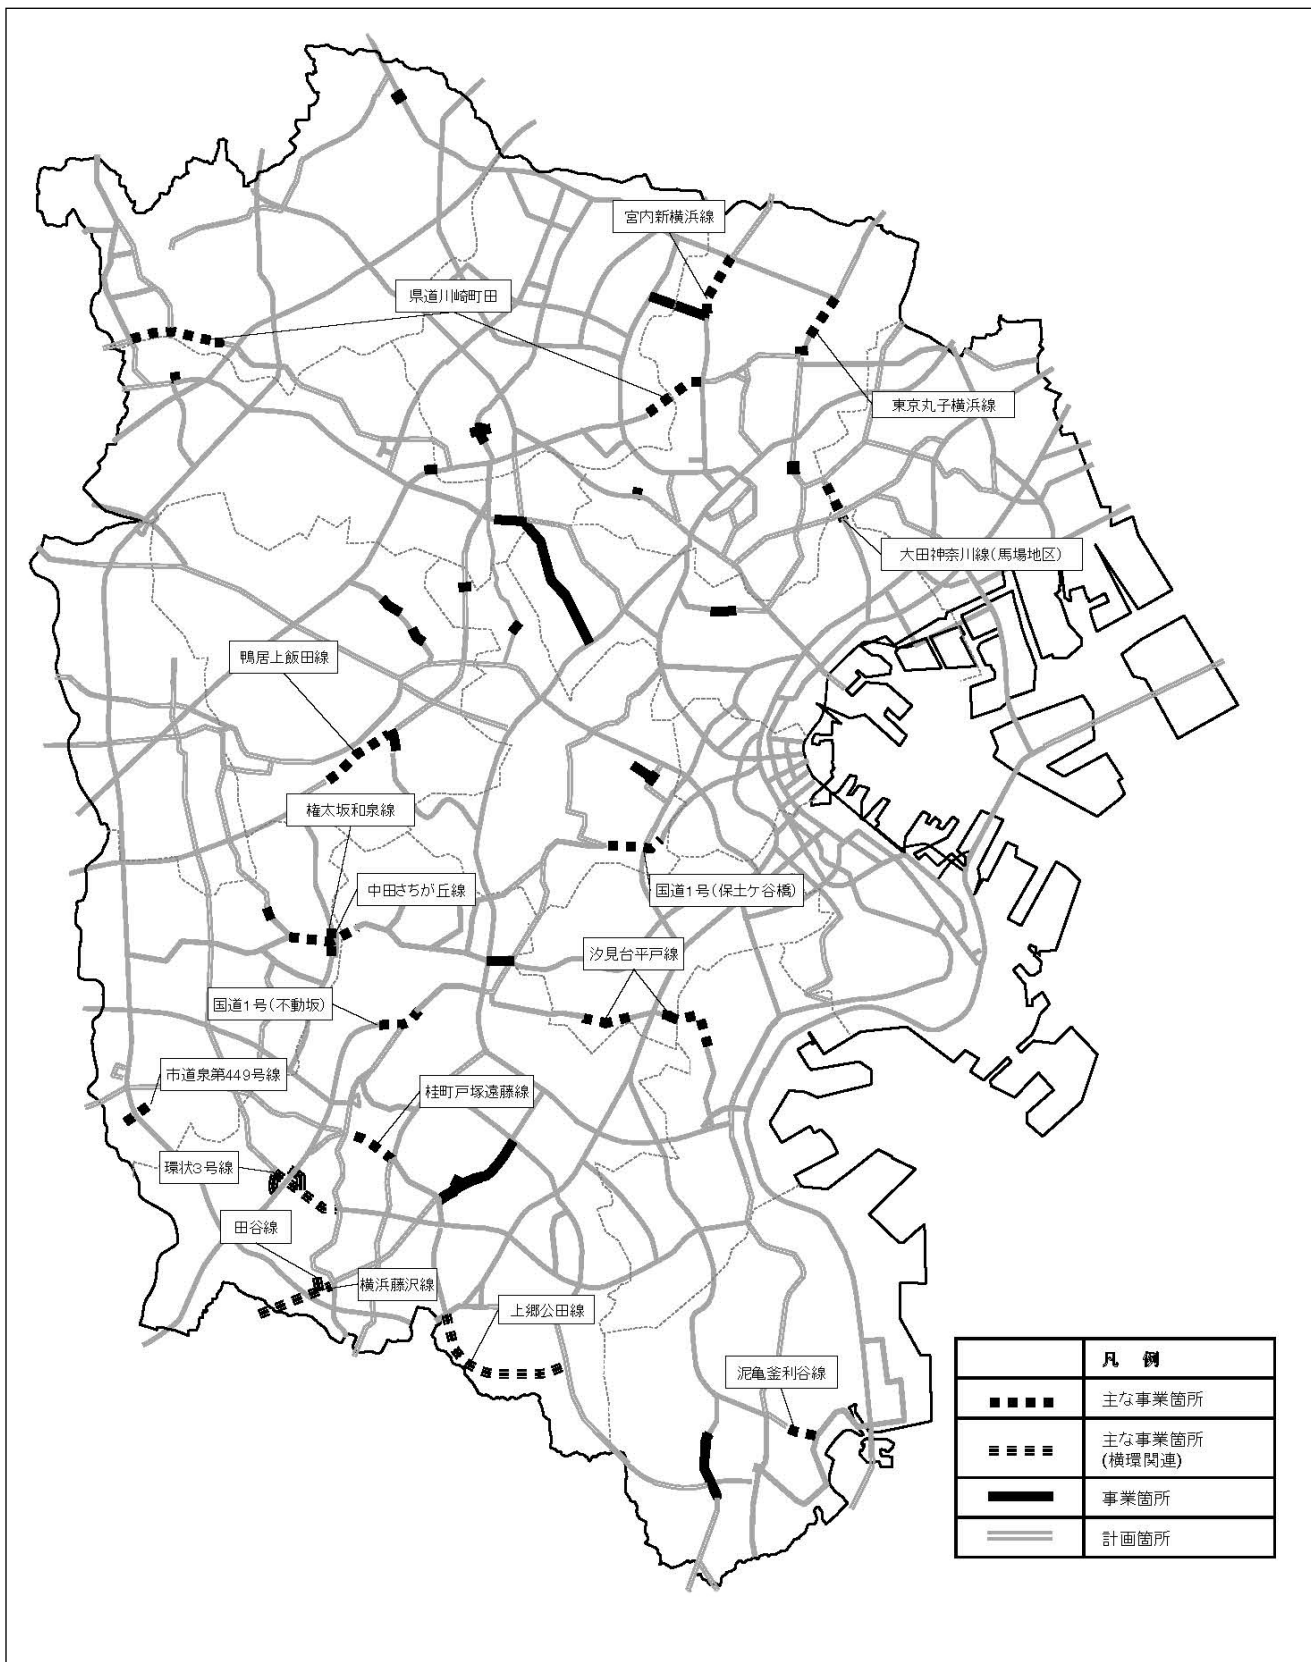 宮内新横浜線
県道川崎町田
東京丸子横浜線
大田神奈川線(馬場地区)
鴨居上飯田線
権太坂和泉線
中田さちが丘線
国道1号(保土ケ谷橋)
汐見台平戸線
国道1号(不動坂)
市道泉第449号線
桂町戸塚遠藤線
環状3号線
田谷線
横浜藤沢線
上郷公田線
泥亀釜利谷線
凡 例
主な事業箇所
主な事業箇所
(横環関連)
事業箇所
計画箇所